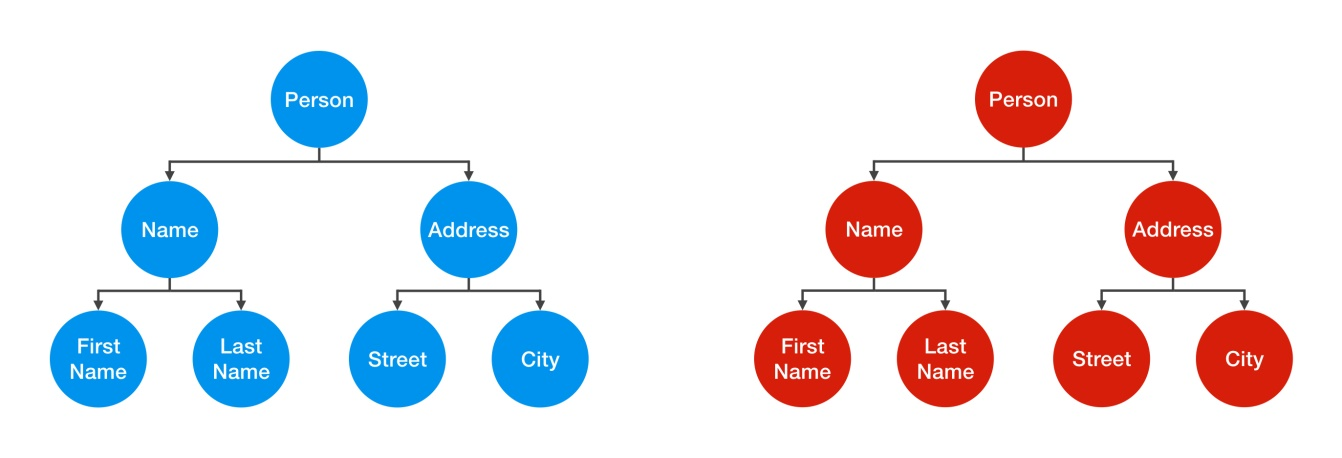 Person
Name
Address
First
Name
Last
Name
Street
City
Person
Name
Address
First
Name
Last
Name
Street
City